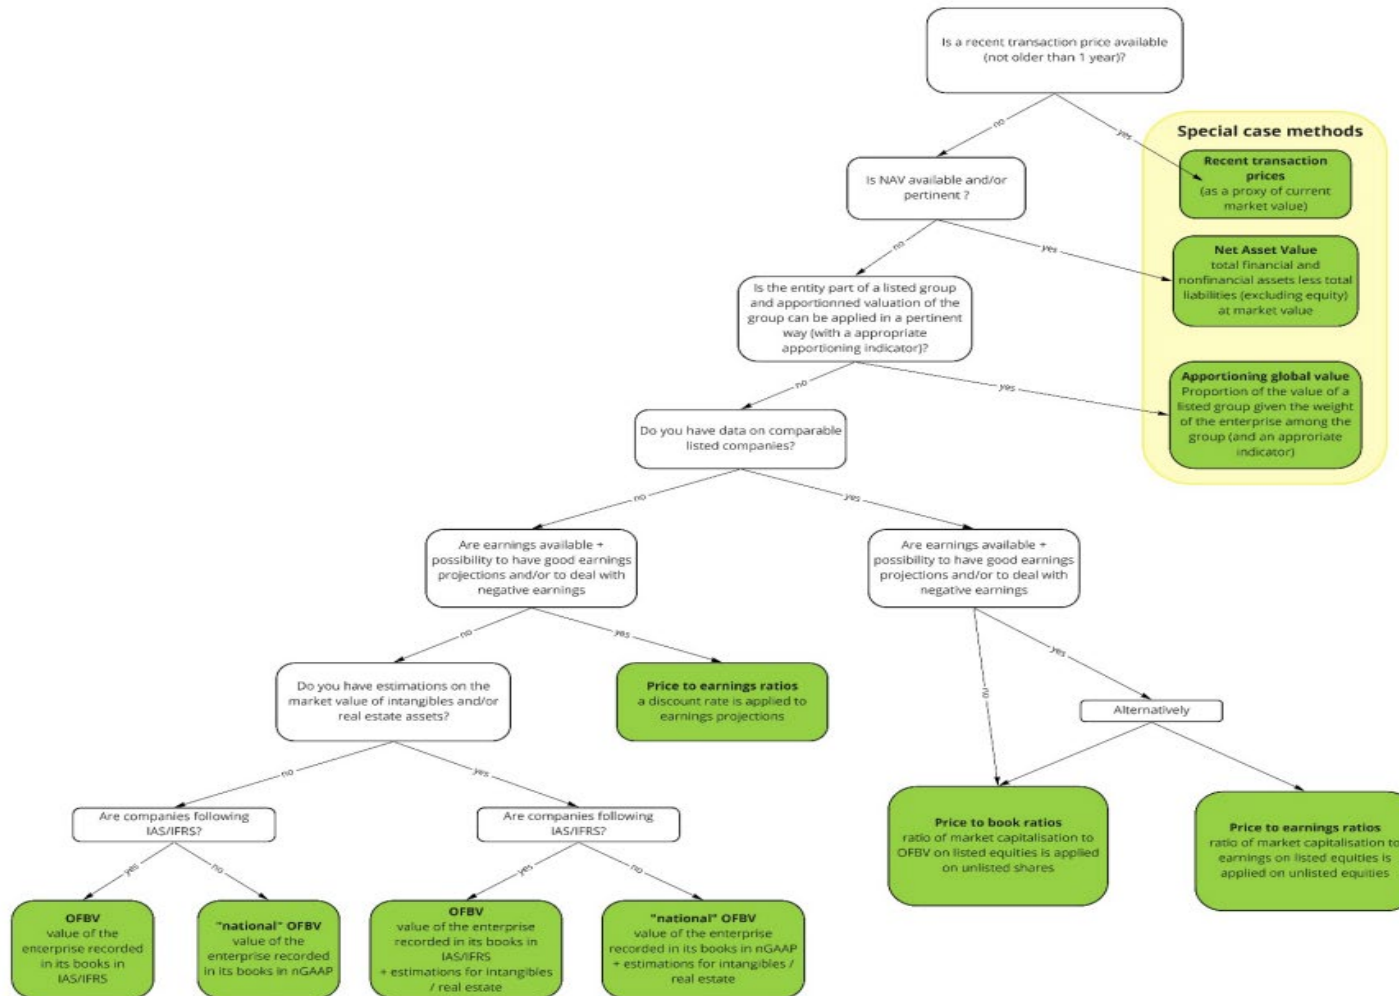 Is a recent transaction price available
(not older than 1 year)?
no
yes
Special case methods
Recent transaction
prices
(as a proxy of current
market value)
Is NAV available and/or
pertinent ?
no
yes
Net Asset Value
total financial and
nonfinancial assets less total
liabilities (excluding equity)
at market value
Is the entity part of a listed group
and apportionned valuation of the
group can be applied in a pertinent
way (with a appropriate
apportioning indicator)?
no
yes
Apportioning global value
Proportion of the value of a
listed group given the weight
of the enterprise among the
group (and an approriate
indicator)
Do you have data on comparable
listed companies?
no
yes
Are earnings available +
possibility to have good earnings
projections and/or to deal with
negative earnings
Are earnings available +
possibility to have good earnings
projections and/or to deal with
negative earnings
no
yes
no
yes
Do you have estimations on the
market value of intangibles and/or
real estate assets?
Price to earnings ratios
a discount rate is applied to
earnings projections
Alternatively
no
yes
Are companies following
IAS/IFRS?
Are companies following
IAS/IFRS?
Price to book ratios
ratio of market capitalisation to
OFBV on listed equities is applied
on unlisted shares
Price to earnings ratios
ratio of market capitalisation to
earnings on listed equities is
applied on unlisted equities
yes
no
yes
no
OFBV
value of the
enterprise recorded
in its books in
IAS/IFRS
"national" OFBV
value of the
enterprise recorded
in its books in nGAAP
OFBV
value of the enterprise
recorded in its books in
IAS/IFRS
+ estimations for intangibles
/ real estate
"national" OFBV
value of the enterprise
recorded in its books in nGAAP
+ estimations for intangibles /
real estate